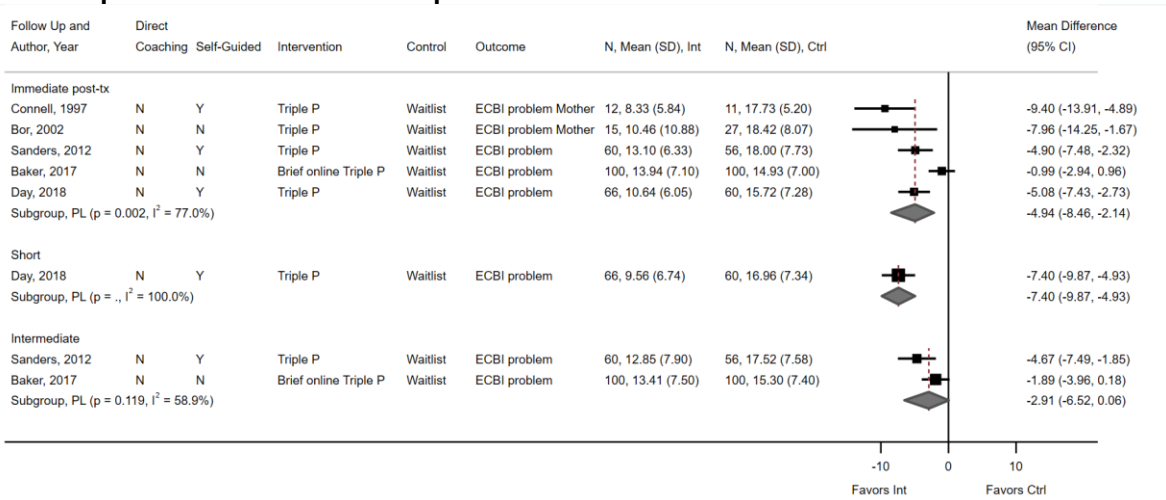 Follow Up and Direct Mean Difference
Author, Year Coaching Self-Guided Intervention Control Outcome N, Mean (SD), Int N, Mean (SD), Ctrl (95% CI)
Immediate post-tx
Connell, 1997 N Y Triple P Waitlist ECBI problem Mother 12, 8.33 (5.84) 11, 17.73 (5.20) -9.40 (-13.91, -4.89)
Bor, 2002 N N Triple P Waitlist ECBI problem Mother 15, 10.46 (10.88) 27, 18.42 (8.07) -7.96 (-14.25, -1.67)
Sanders, 2012 N Y Triple P Waitlist ECBI problem 60, 13.10 (6.33) 56, 18.00 (7.73) -4.90 (-7.48, -2.32)
Baker, 2017 N N Brief online Triple P Waitlist ECBI problem 100, 13.94 (7.10) 100, 14.93 (7.00) -0.99 (-2.94, 0.96)
Day, 2018 N Y Triple P Waitlist ECBI problem 66, 10.64 (6.05) 60, 15.72 (7.28) -5.08 (-7.43, -2.73)
Subgroup, PL (p = 0.002, I² = 77.0%) -4.94 (-8.46, -2.14)
Short
Day, 2018 N Y Triple P Waitlist ECBI problem 66, 9.56 (6.74) 60, 16.96 (7.34) -7.40 (-9.87, -4.93)
Subgroup, PL (p = ., I² = 100.0%) -7.40 (-9.87, -4.93)
Intermediate
Sanders, 2012 N Y Triple P Waitlist ECBI problem 60, 12.85 (7.90) 56, 17.52 (7.58) -4.67 (-7.49, -1.85)
Baker, 2017 N N Brief online Triple P Waitlist ECBI problem 100, 13.41 (7.50) 100, 15.30 (7.40) -1.89 (-3.96, 0.18)
Subgroup, PL (p = 0.119, I² = 58.9%) -2.91 (-6.52, 0.06)
-10 0 10
Favors Int Favors Ctrl